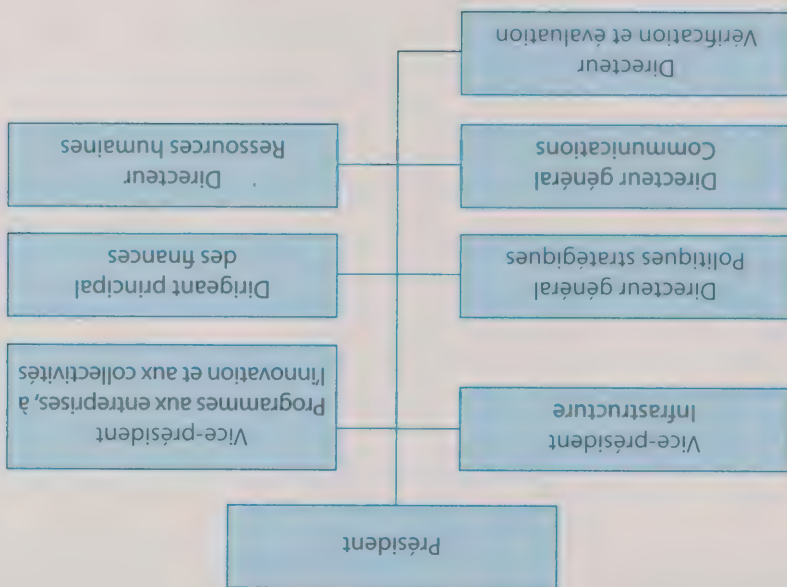 Président
Vice-président
Infrastructure
Vice-président
Programmes aux entreprises, à
l'innovation et aux collectivités
Directeur général
Politiques stratégiques
Dirigeant principal
des finances
Directeur général
Communications
Directeur
Ressources humaines
Directeur
Vérification et évaluation